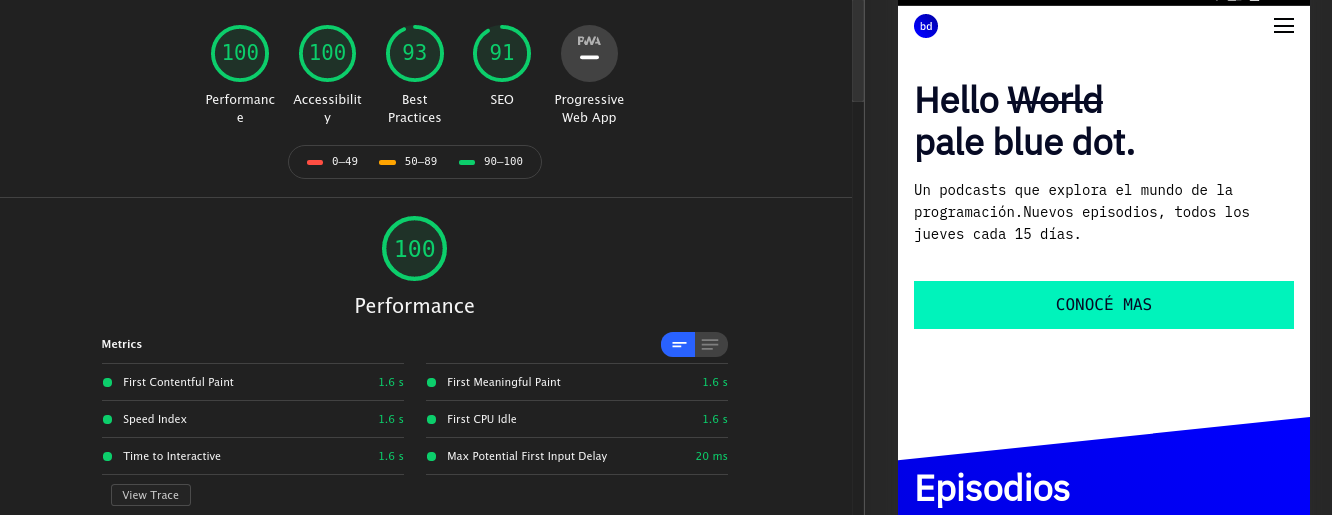 100 100 93 91 PWA
Performanc
e
Accessibilit
y
Best
Practices
SEO
Progressive
Web App
0–49 50–89 90–100
100
Performance
Metrics
First Contentful Paint 1.6 s
First Meaningful Paint 1.6 s
Speed Index 1.6 s
First CPU Idle 1.6 s
Time to Interactive 1.6 s
Max Potential First Input Delay 20 ms
View Trace
bd
Hello World
pale blue dot.
Un podcasts que explora el mundo de la
programación.Nuevos episodios, todos los
jueves cada 15 días.
CONOCÉ MAS
Episodios